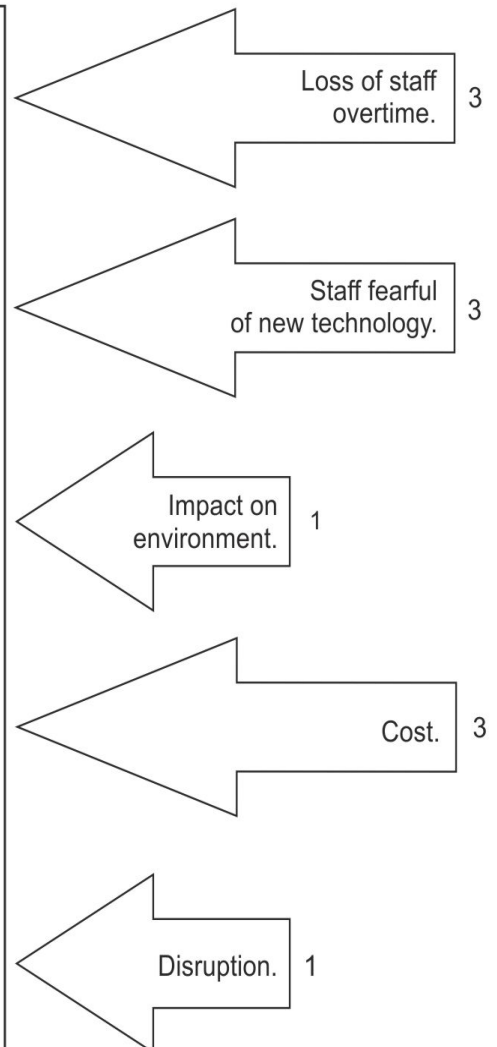 Loss of staff
overtime.
3
Staff fearful
of new technology.
3
Impact on
environment.
1
Cost.
3
Disruption.
1